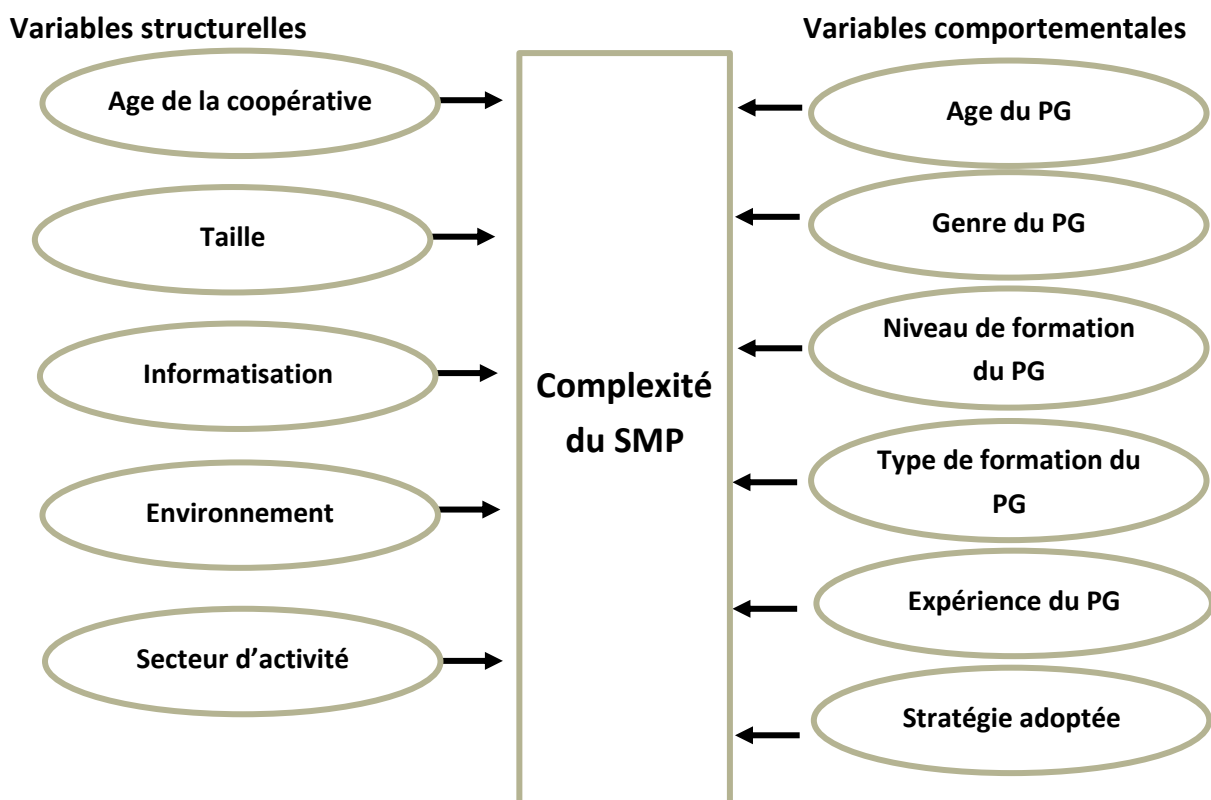 Variables structurelles
Variables comportementales
Age de la coopérative
Taille
Informatisation
Environnement
Secteur d’activité
Complexité
du SMP
Age du PG
Genre du PG
Niveau de formation
du PG
Type de formation du
PG
Expérience du PG
Stratégie adoptée